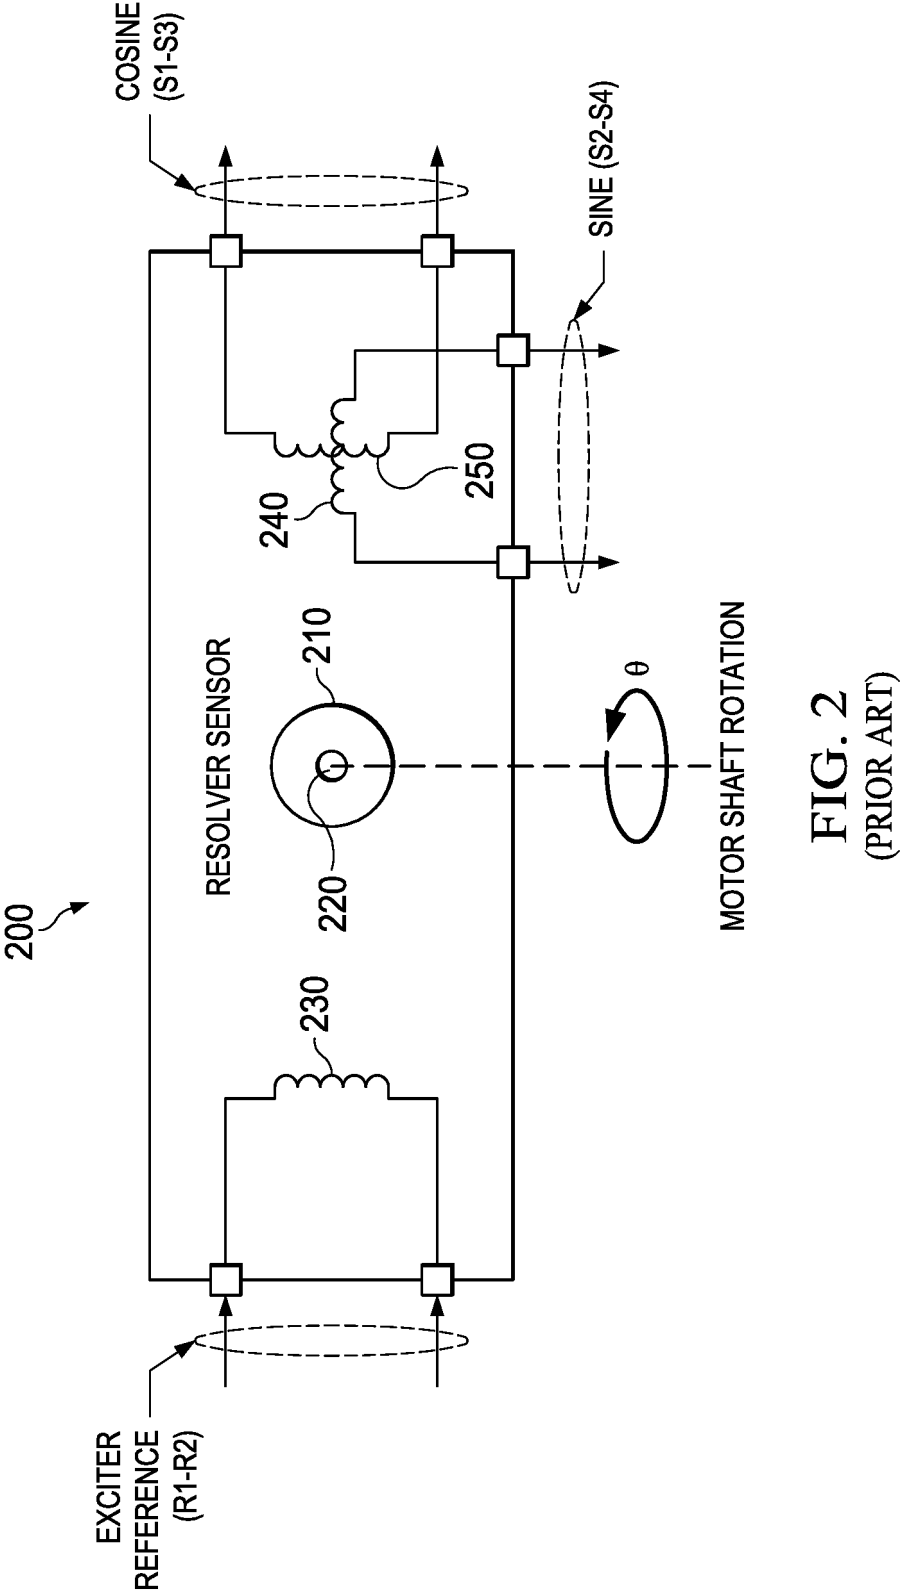 200
EXCITER
REFERENCE
(R1-R2)
230
RESOLVER SENSOR
220
210
240
250
COSINE
(S1-S3)
SINE (S2-S4)
θ
MOTOR SHAFT ROTATION
FIG. 2
(PRIOR ART)